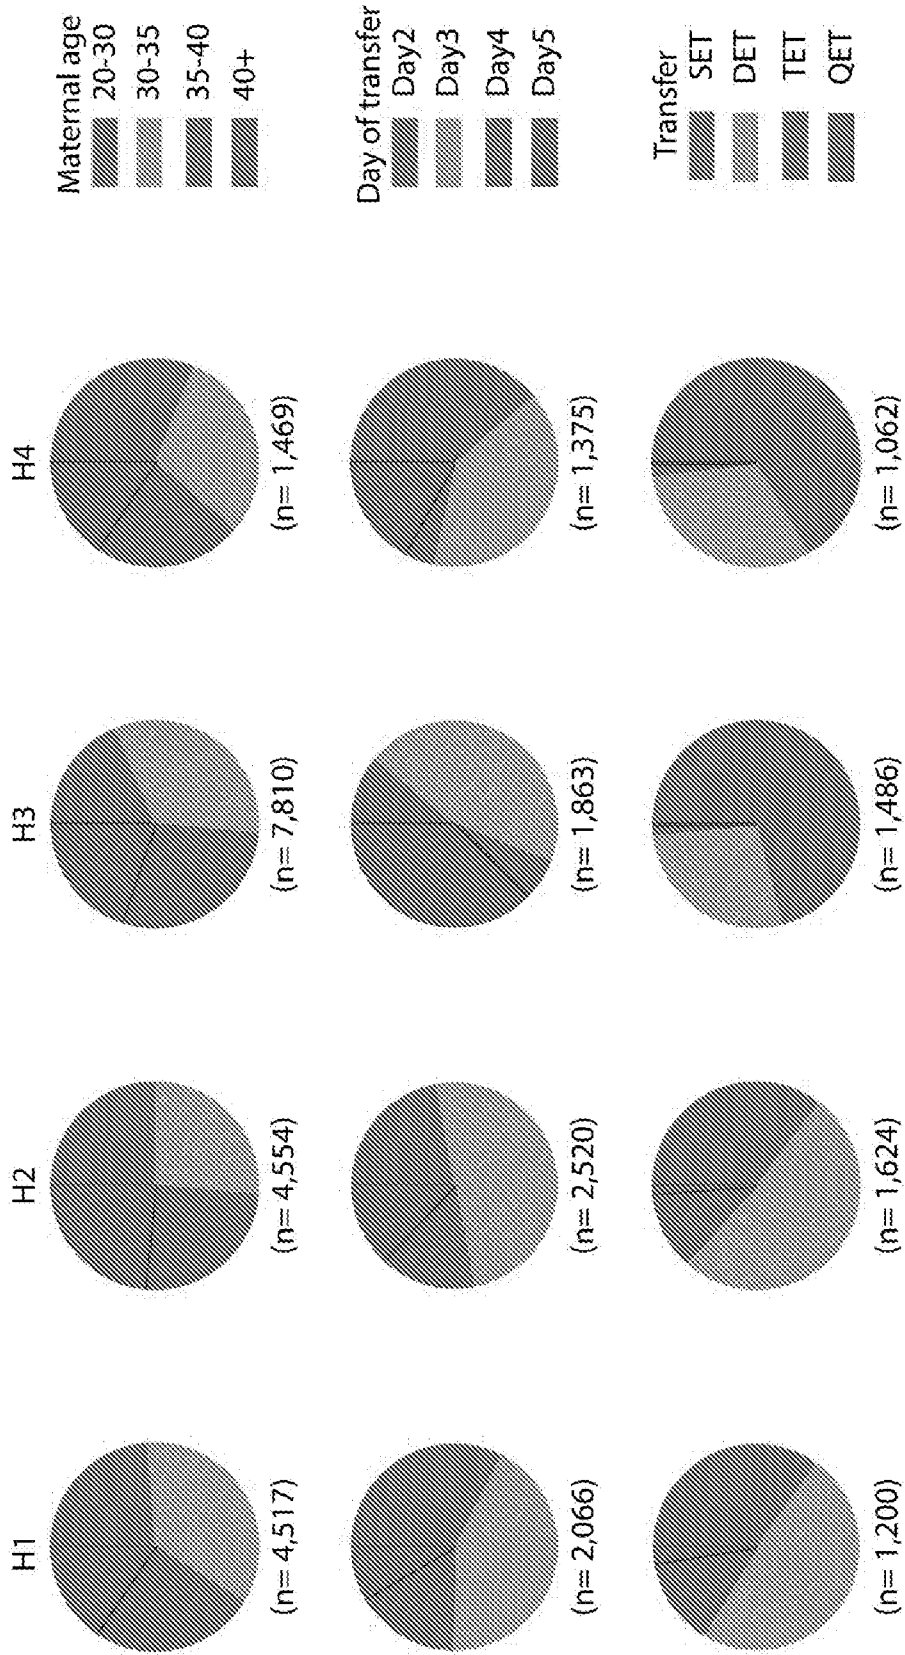 H1
H2
H3
H4
(n= 4,517)
(n= 4,554)
(n= 7,810)
(n= 1,469)
Maternal age
20-30
30-35
35-40
40+
(n= 2,066)
(n= 2,520)
(n= 1,863)
(n= 1,375)
Day of transfer
Day2
Day3
Day4
Day5
(n= 1,200)
(n= 1,624)
(n= 1,486)
(n= 1,062)
Transfer
SET
DET
TET
QET